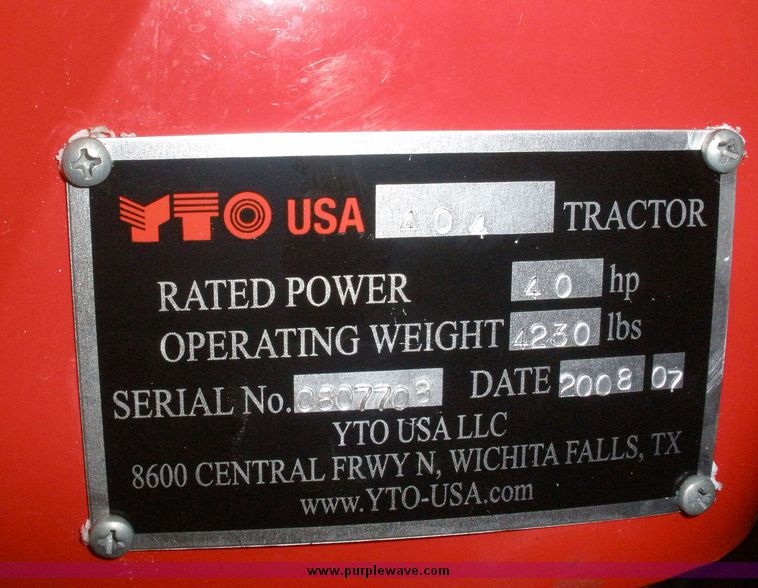 YTO USA 404 TRACTOR
RATED POWER 40 hp
OPERATING WEIGHT 4230 lbs
SERIAL No. 0807708 DATE 2008 07
YTO USA LLC
8600 CENTRAL FRWY N, WICHITA FALLS, TX
www.YTO-USA.com
www.purplewave.com